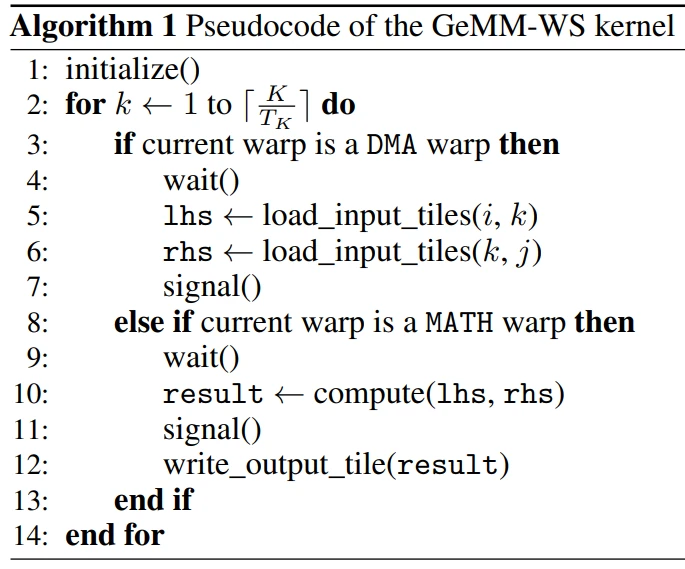 Algorithm 1 Pseudocode of the GeMM-WS kernel
1: initialize()
2: for k ← 1 to ⌈K/T_K⌉ do
3: if current warp is a DMA warp then
4: wait()
5: lhs ← load_input_tiles(i, k)
6: rhs ← load_input_tiles(k, j)
7: signal()
8: else if current warp is a MATH warp then
9: wait()
10: result ← compute(lhs, rhs)
11: signal()
12: write_output_tile(result)
13: end if
14: end for